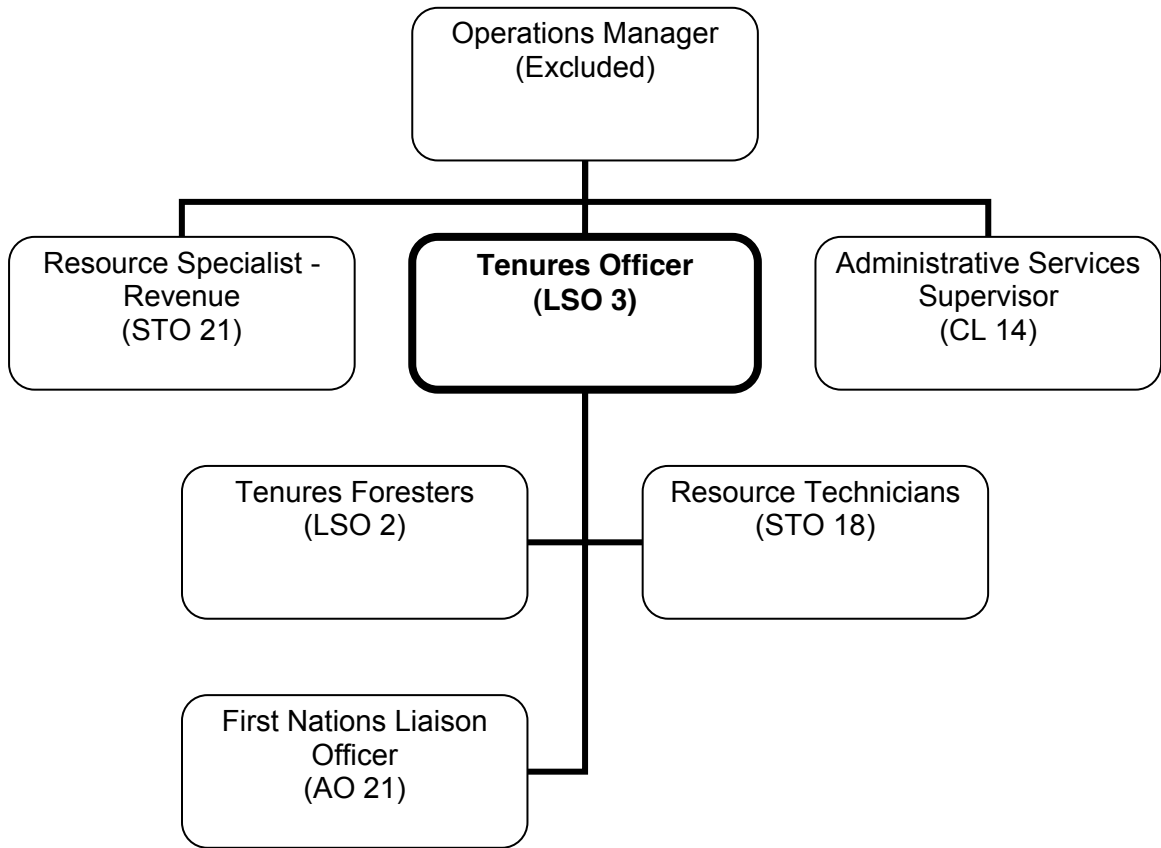 Operations Manager
(Excluded)
Resource Specialist -
Revenue
(STO 21)
Tenures Officer
(LSO 3)
Administrative Services
Supervisor
(CL 14)
Tenures Foresters
(LSO 2)
Resource Technicians
(STO 18)
First Nations Liaison
Officer
(AO 21)